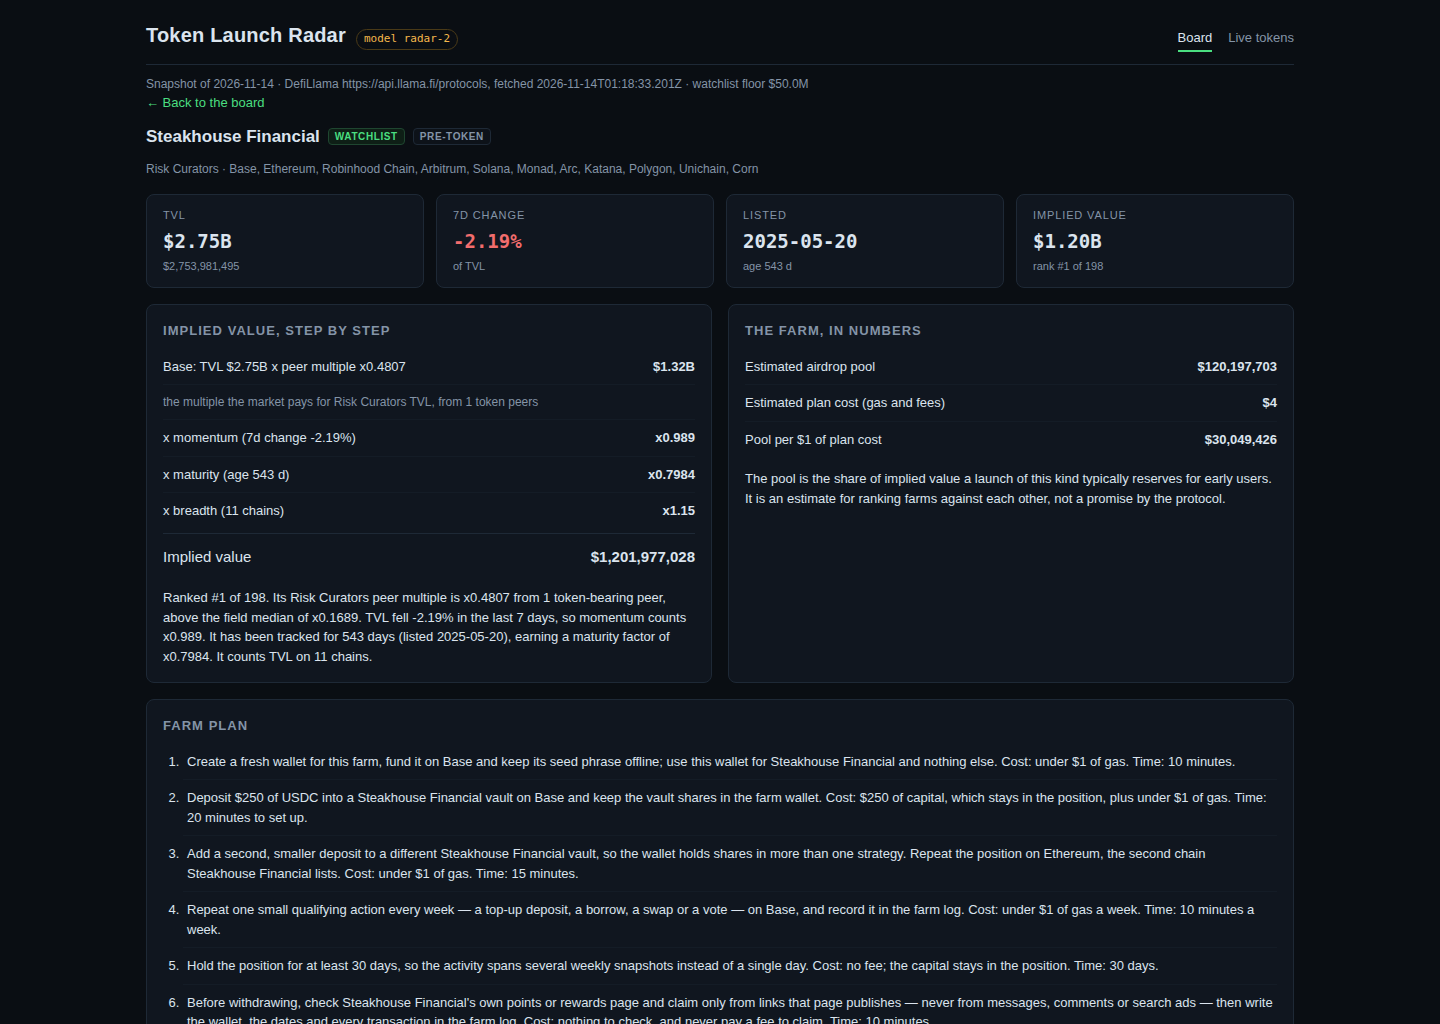 Token Launch Radar model radar-2 Board Live tokens
Snapshot of 2026-11-14 · DefiLlama https://api.llama.fi/protocols, fetched 2026-11-14T01:18:33.201Z · watchlist floor $50.0M
← Back to the board
Steakhouse Financial WATCHLIST PRE-TOKEN
Risk Curators · Base, Ethereum, Robinhood Chain, Arbitrum, Solana, Monad, Arc, Katana, Polygon, Unichain, Corn
TVL
$2.75B
$2,753,981,495
7D CHANGE
-2.19%
of TVL
LISTED
2025-05-20
age 543 d
IMPLIED VALUE
$1.20B
rank #1 of 198
IMPLIED VALUE, STEP BY STEP
Base: TVL $2.75B x peer multiple x0.4807 $1.32B
the multiple the market pays for Risk Curators TVL, from 1 token peers
x momentum (7d change -2.19%) x0.989
x maturity (age 543 d) x0.7984
x breadth (11 chains) x1.15
Implied value $1,201,977,028
Ranked #1 of 198. Its Risk Curators peer multiple is x0.4807 from 1 token-bearing peer,
above the field median of x0.1689. TVL fell -2.19% in the last 7 days, so momentum counts
x0.989. It has been tracked for 543 days (listed 2025-05-20), earning a maturity factor of
x0.7984. It counts TVL on 11 chains.
THE FARM, IN NUMBERS
Estimated airdrop pool $120,197,703
Estimated plan cost (gas and fees) $4
Pool per $1 of plan cost $30,049,426
The pool is the share of implied value a launch of this kind typically reserves for early users.
It is an estimate for ranking farms against each other, not a promise by the protocol.
FARM PLAN
1. Create a fresh wallet for this farm, fund it on Base and keep its seed phrase offline; use this wallet for Steakhouse Financial and nothing else. Cost: under $1 of gas. Time: 10 minutes.
2. Deposit $250 of USDC into a Steakhouse Financial vault on Base and keep the vault shares in the farm wallet. Cost: $250 of capital, which stays in the position, plus under $1 of gas. Time:
20 minutes to set up.
3. Add a second, smaller deposit to a different Steakhouse Financial vault, so the wallet holds shares in more than one strategy. Repeat the position on Ethereum, the second chain
Steakhouse Financial lists. Cost: under $1 of gas. Time: 15 minutes.
4. Repeat one small qualifying action every week — a top-up deposit, a borrow, a swap or a vote — on Base, and record it in the farm log. Cost: under $1 of gas a week. Time: 10 minutes a
week.
5. Hold the position for at least 30 days, so the activity spans several weekly snapshots instead of a single day. Cost: no fee; the capital stays in the position. Time: 30 days.
6. Before withdrawing, check Steakhouse Financial's own points or rewards page and claim only from links that page publishes — never from messages, comments or search ads — then write
the wallet, the dates and every transaction in the farm log. Cost: nothing to check, and never pay a fee to claim. Time: 10 minutes.